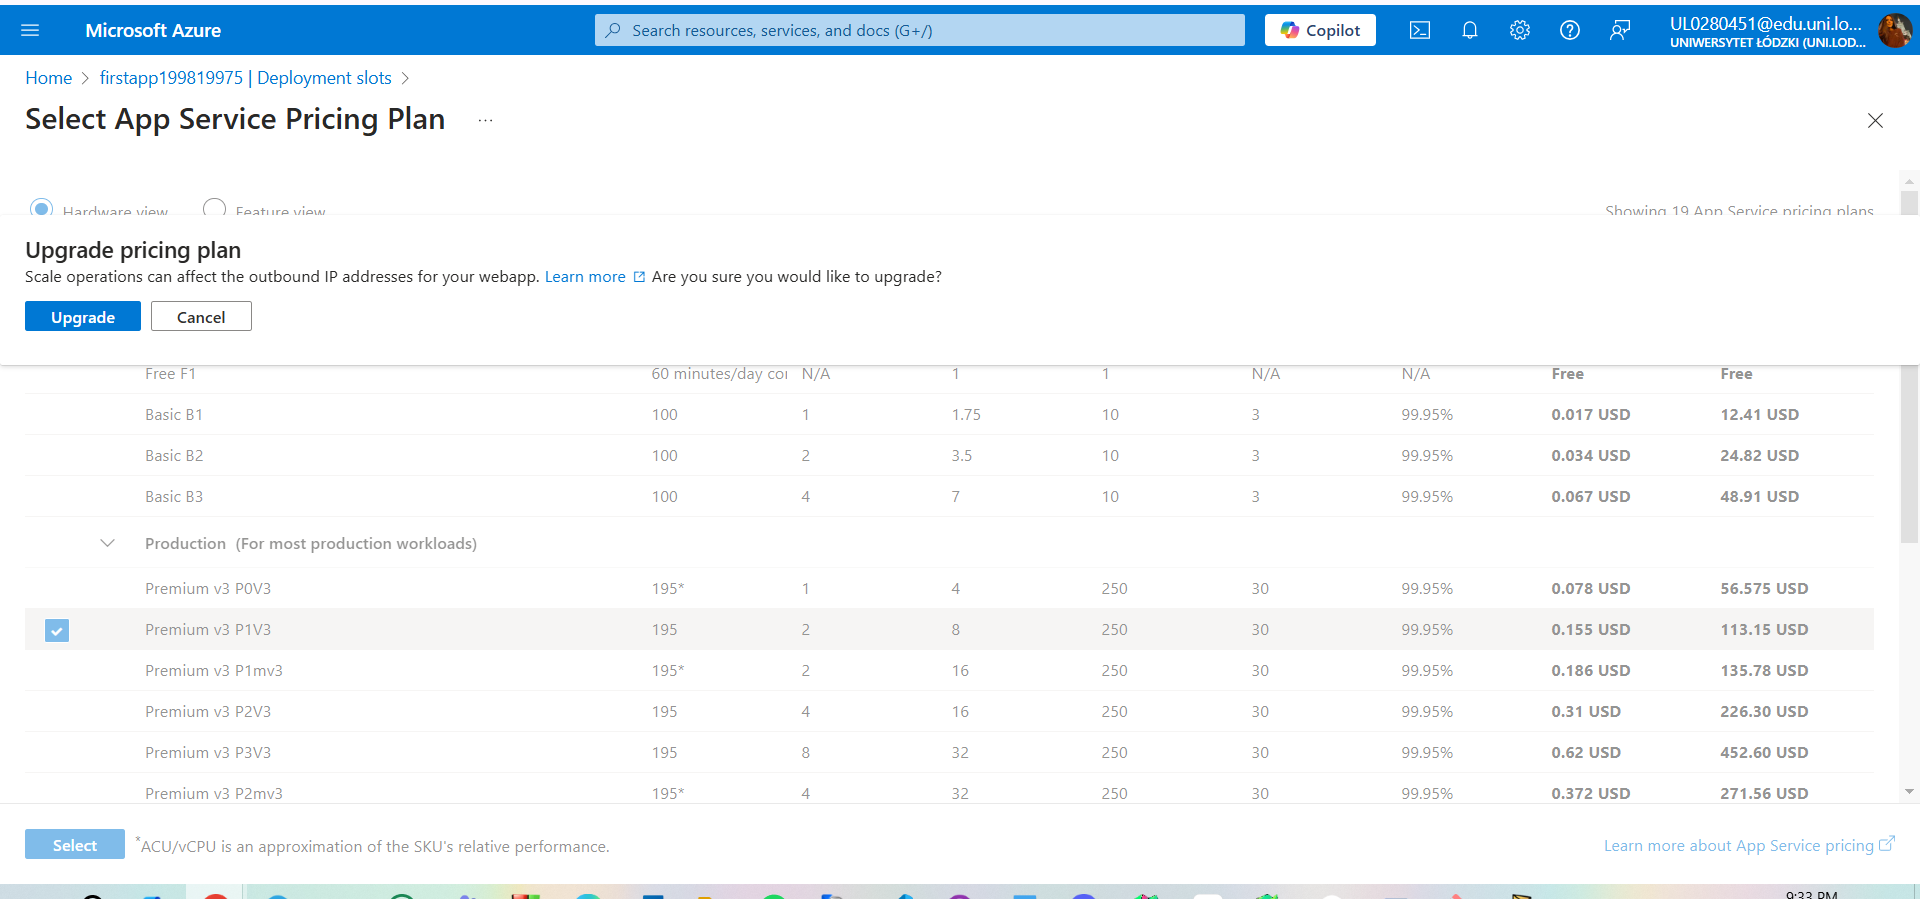 Microsoft Azure
Search resources, services, and docs (G+/)
Copilot
UL0280451@edu.uni.lo...
UNIWERSYTET ŁÓDZKI (UNI.LOD...
Home > firstapp199819975 | Deployment slots >
Select App Service Pricing Plan ...
Hardware view Feature view Showing 19 App Service pricing plans
Upgrade pricing plan
Scale operations can affect the outbound IP addresses for your webapp. Learn more Are you sure you would like to upgrade?
Upgrade Cancel
Free F1 60 minutes/day coı N/A 1 1 N/A N/A Free Free
Basic B1 100 1 1.75 10 3 99.95% 0.017 USD 12.41 USD
Basic B2 100 2 3.5 10 3 99.95% 0.034 USD 24.82 USD
Basic B3 100 4 7 10 3 99.95% 0.067 USD 48.91 USD
Production (For most production workloads)
Premium v3 P0V3 195* 1 4 250 30 99.95% 0.078 USD 56.575 USD
Premium v3 P1V3 195 2 8 250 30 99.95% 0.155 USD 113.15 USD
Premium v3 P1mv3 195* 2 16 250 30 99.95% 0.186 USD 135.78 USD
Premium v3 P2V3 195 4 16 250 30 99.95% 0.31 USD 226.30 USD
Premium v3 P3V3 195 8 32 250 30 99.95% 0.62 USD 452.60 USD
Premium v3 P2mv3 195* 4 32 250 30 99.95% 0.372 USD 271.56 USD
Select *ACU/vCPU is an approximation of the SKU's relative performance. Learn more about App Service pricing
9:33 PM